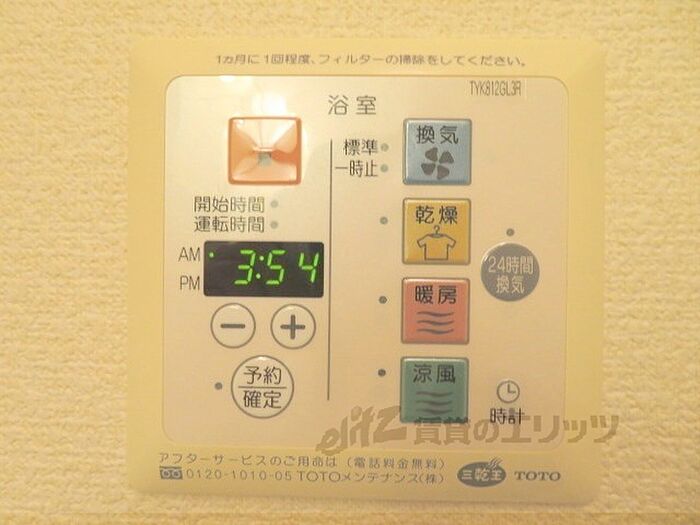 1ヵ月に1回程度、フィルターの掃除をしてください。
TYK812GL3R
浴室
標準
一時止
換気
開始時間
運転時間
乾燥
AM
PM
3:54
24時間
換気
暖房
予約
確定
涼風
時計
elitz 賃貸のエリッツ
アフターサービスのご用命は(電話料金無料)
0120-1010-05 TOTOメンテナンス(株)
三乾王
TOTO